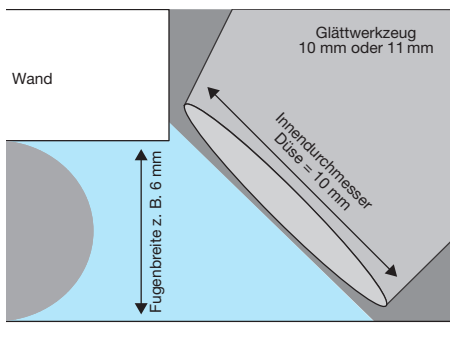 Glättwerkzeug
10 mm oder 11 mm
Wand
Innendurchmesser
Düse = 10 mm
Fugenbreite z. B. 6 mm